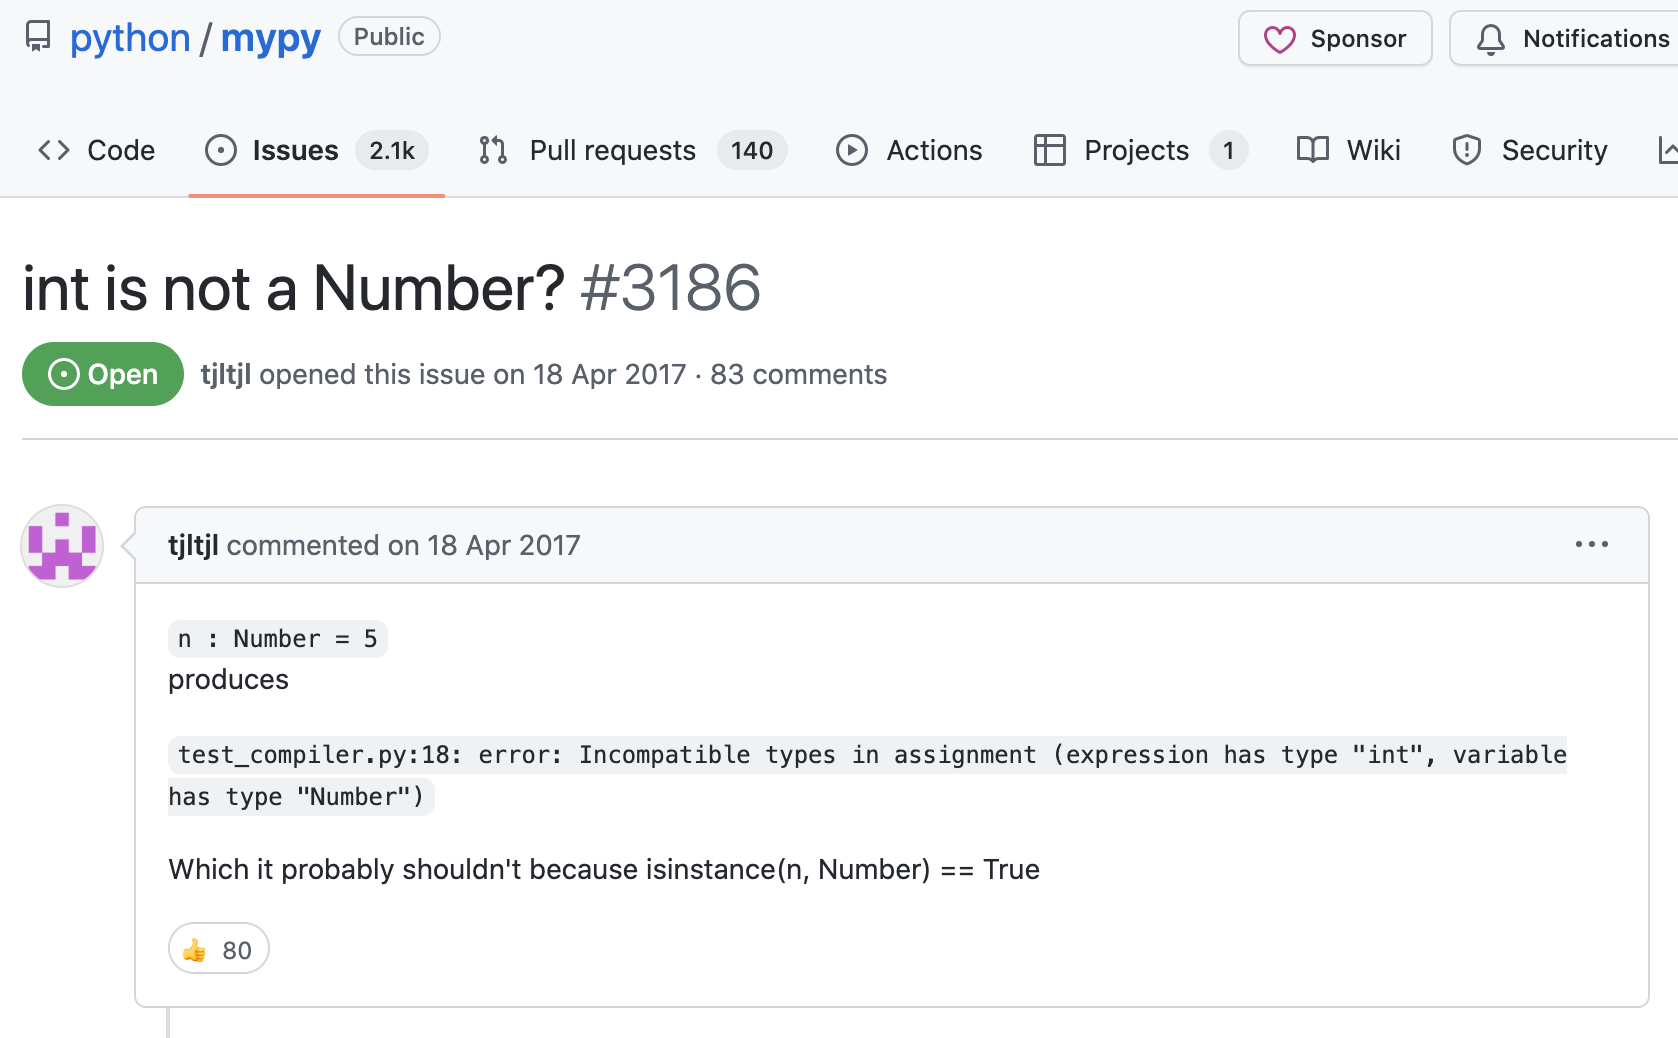 python / mypy Public
Sponsor
Notifications
Code
Issues 2.1k
Pull requests 140
Actions
Projects 1
Wiki
Security
int is not a Number? #3186
Open
tjltjl opened this issue on 18 Apr 2017 · 83 comments
tjltjl commented on 18 Apr 2017
n : Number = 5
produces
test_compiler.py:18: error: Incompatible types in assignment (expression has type "int", variable
has type "Number")
Which it probably shouldn't because isinstance(n, Number) == True
👍 80